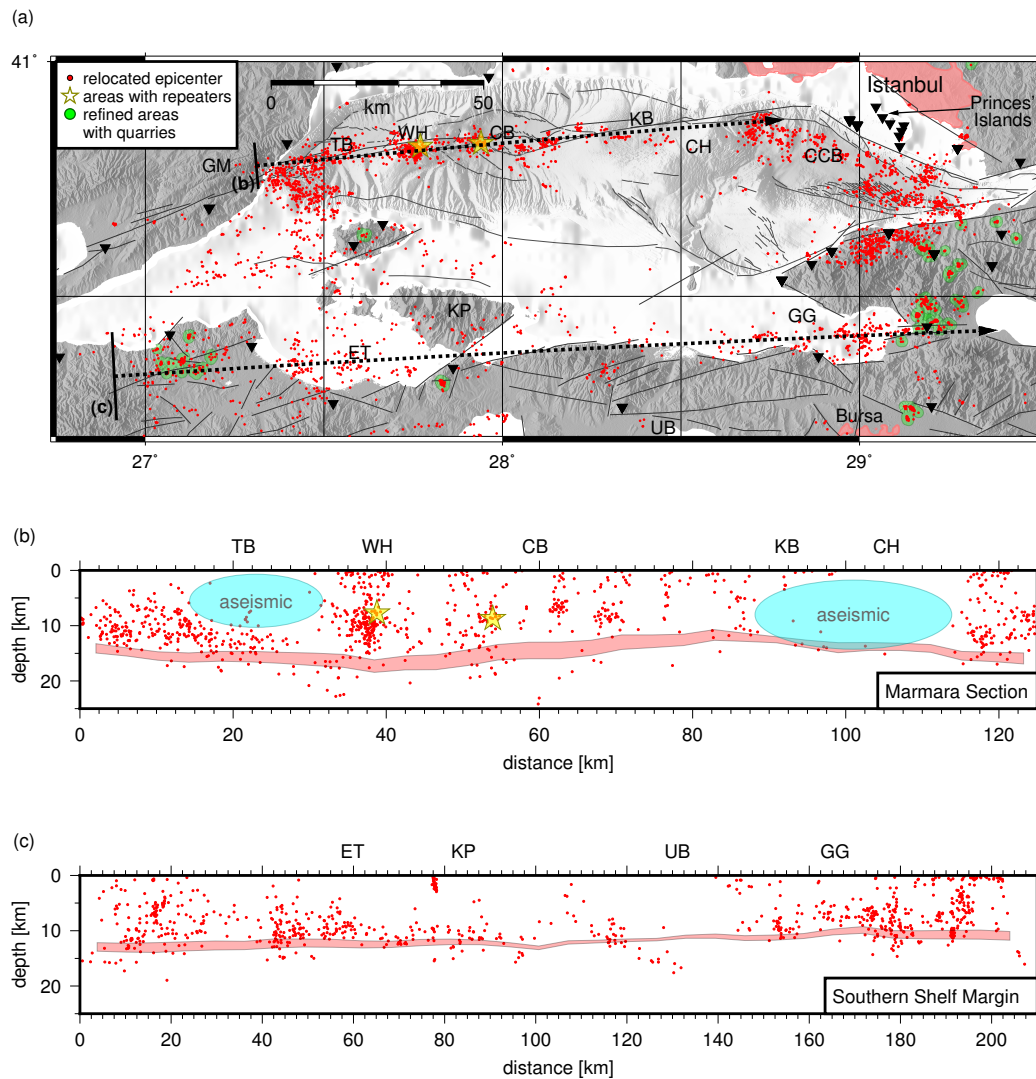 (a)
41°
relocated epicenter
areas with repeaters
refined areas
with quarries
0 50
km
Istanbul
Princes'
Islands
GM
TB
WH
CB
KB
CH
CCB
(b)
KP
GG
ET
(c)
UB
Bursa
27° 28° 29°
(b)
TB WH CB KB CH
0
10
20
depth [km]
aseismic
aseismic
Marmara Section
0 20 40 60 80 100 120
distance [km]
(c)
ET KP UB GG
0
10
20
depth [km]
Southern Shelf Margin
0 20 40 60 80 100 120 140 160 180 200
distance [km]